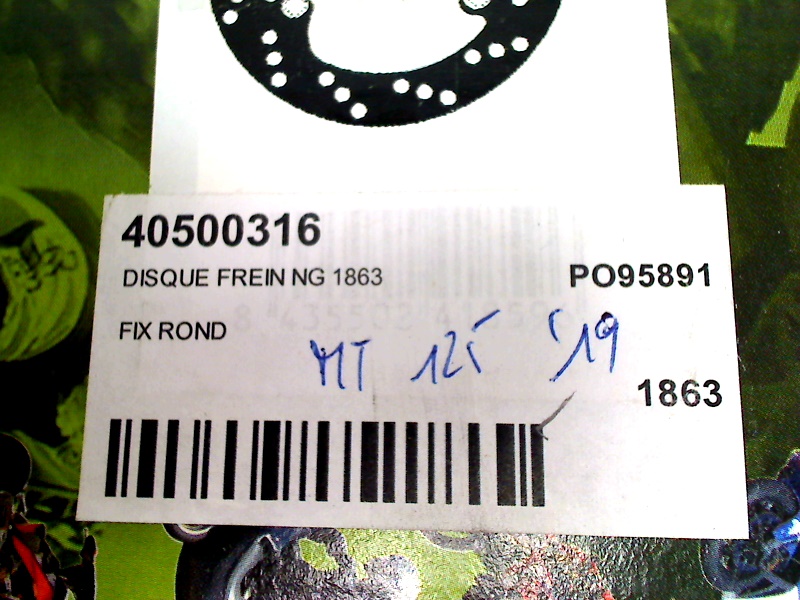 40500316
DISQUE FREIN NG 1863
PO95891
FIX ROND
MT 125 '19
1863